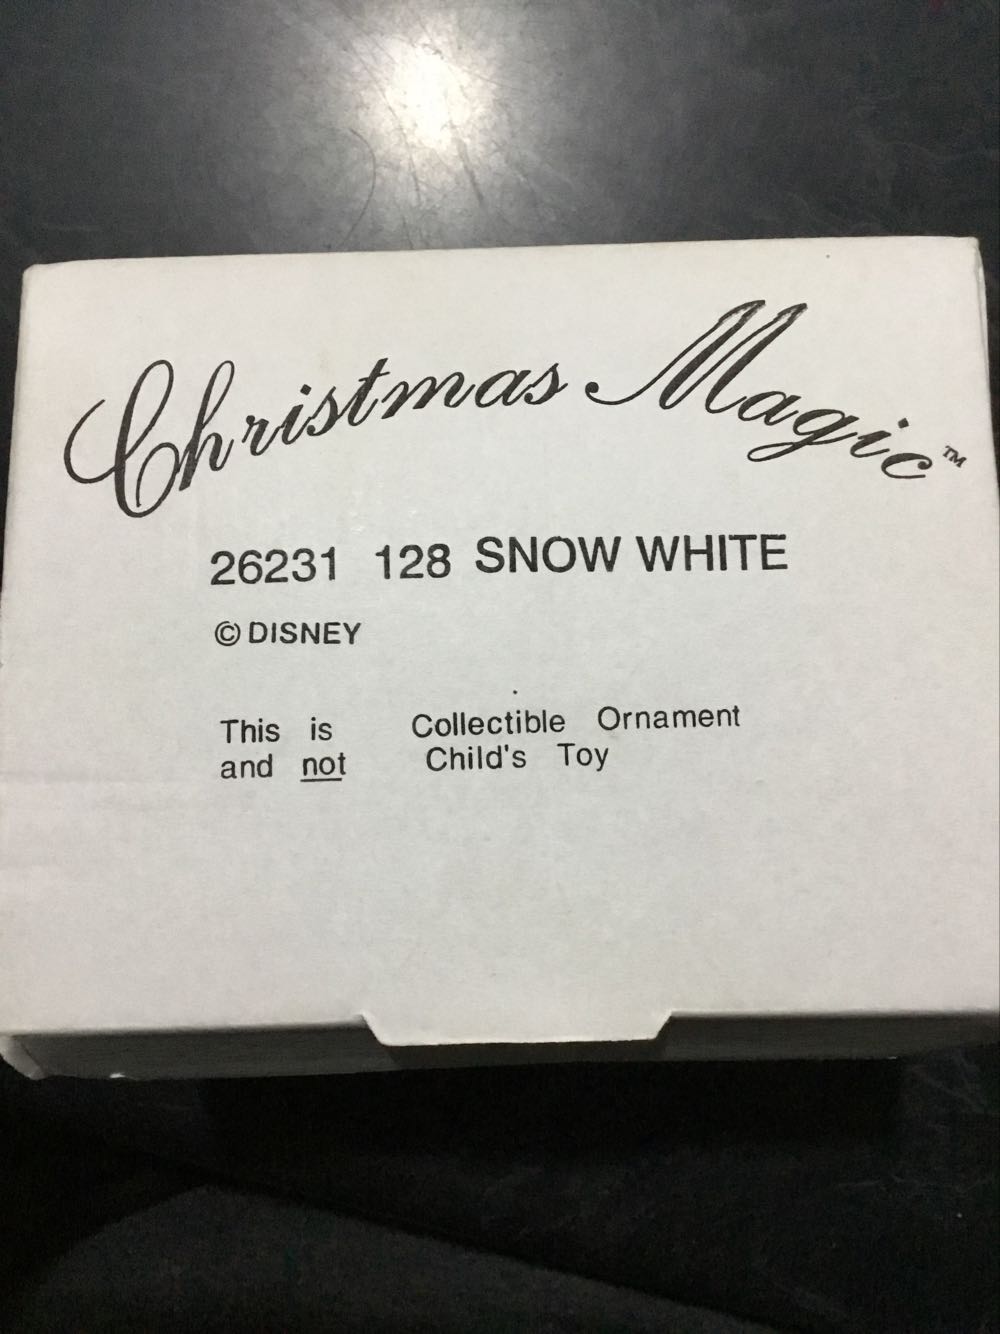 Christmas Magic™
26231 128 SNOW WHITE
© DISNEY
This is Collectible Ornament
and not Child's Toy